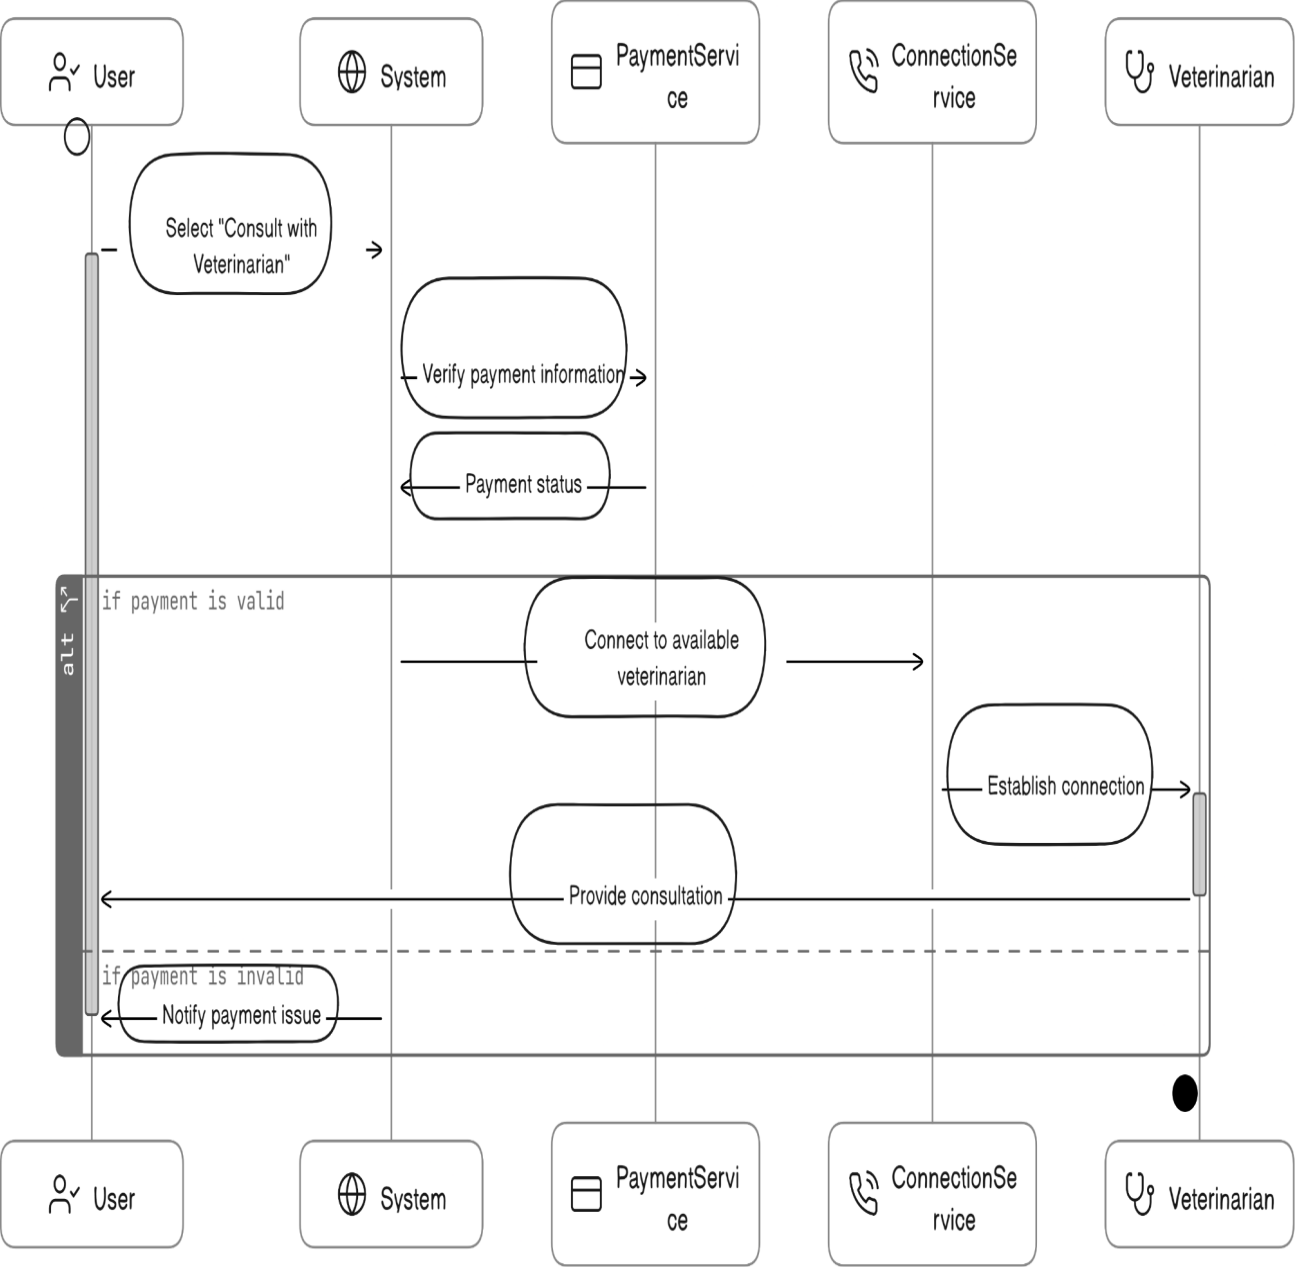 User
System
PaymentServi
ce
ConnectionSe
rvice
Veterinarian
Select "Consult with
Veterinarian"
Verify payment information
Payment status
alt
if payment is valid
Connect to available
veterinarian
Establish connection
Provide consultation
if payment is invalid
Notify payment issue
User
System
PaymentServi
ce
ConnectionSe
rvice
Veterinarian